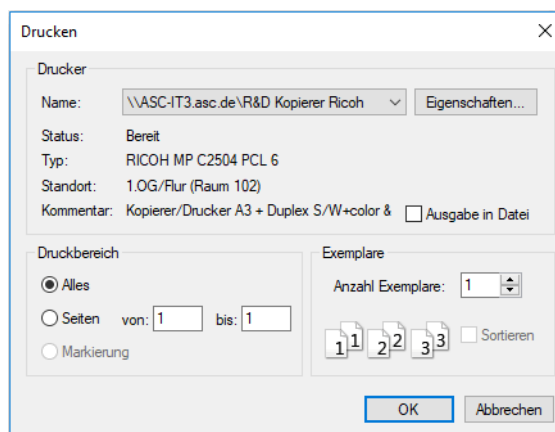 Drucken
Drucker
Name: \\ASC-IT3.asc.de\R&D Kopierer Ricoh Eigenschaften...
Status: Bereit
Typ: RICOH MP C2504 PCL 6
Standort: 1.OG/Flur (Raum 102)
Kommentar: Kopierer/Drucker A3 + Duplex S/W+color & Ausgabe in Datei
Druckbereich
Alles
Seiten von: 1 bis: 1
Markierung
Exemplare
Anzahl Exemplare: 1
1 1 2 2 3 3 Sortieren
OK Abbrechen